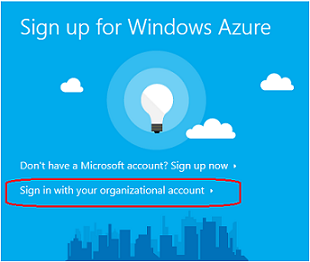 Sign up for Windows Azure
Don't have a Microsoft account? Sign up now ▸
Sign in with your organizational account ▸